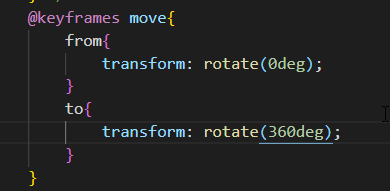 @keyframes move{
from{
transform: rotate(0deg);
}
to{
transform: rotate(360deg);
}
}